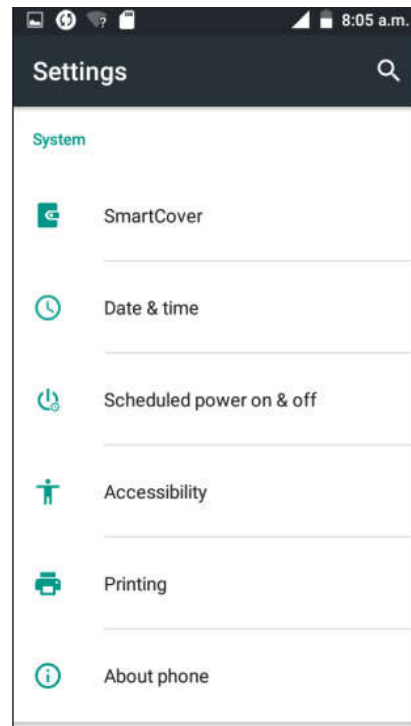 8:05 a.m.
Settings
System
SmartCover
Date & time
Scheduled power on & off
Accessibility
Printing
About phone